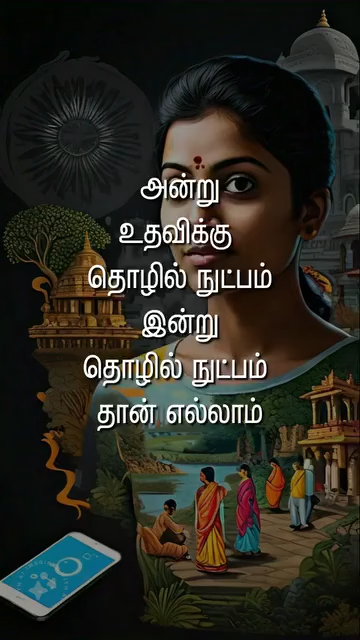 அன்று
உதவிக்கு
தொழில் நுட்பம்
இன்று
தொழில் நுட்பம்
தான் எல்லாம்